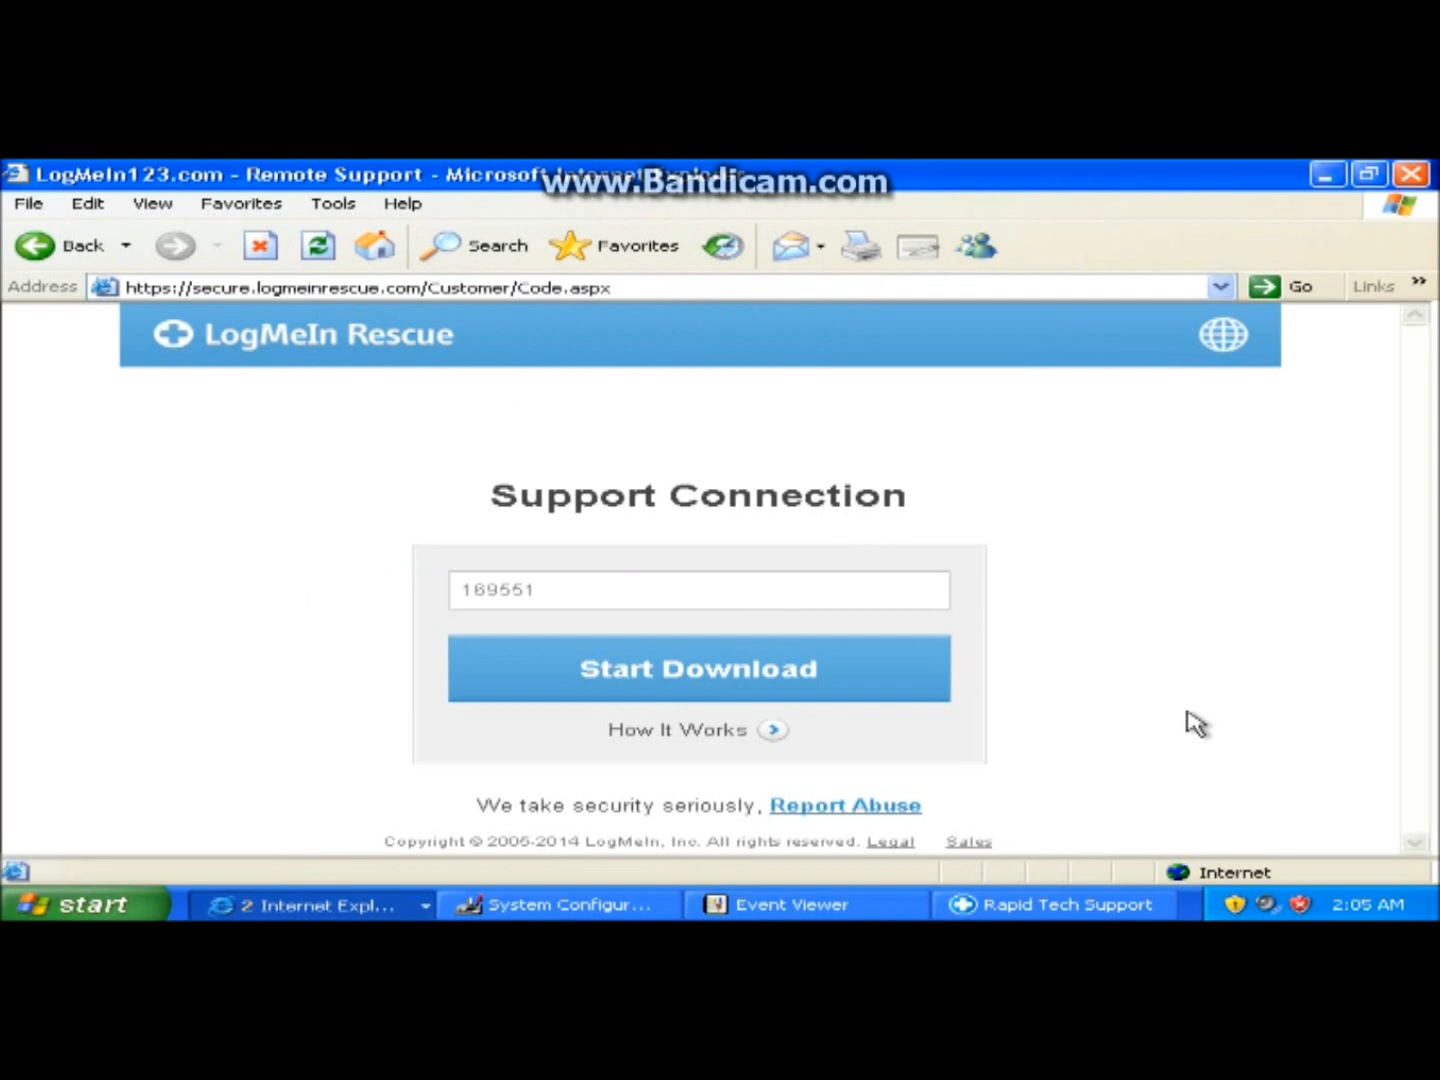 LogMeIn123.com - Remote Support - Microsoft Internet Explorer
www.Bandicam.com
File Edit View Favorites Tools Help
Back Search Favorites
Address https://secure.logmeinrescue.com/Customer/Code.aspx Go Links »
LogMeIn Rescue
Support Connection
169551
Start Download
How It Works
We take security seriously, Report Abuse
Copyright © 2005-2014 LogMeIn, Inc. All rights reserved. Legal Sales
Internet
start 2 Internet Expl... System Configur... Event Viewer Rapid Tech Support 2:05 AM